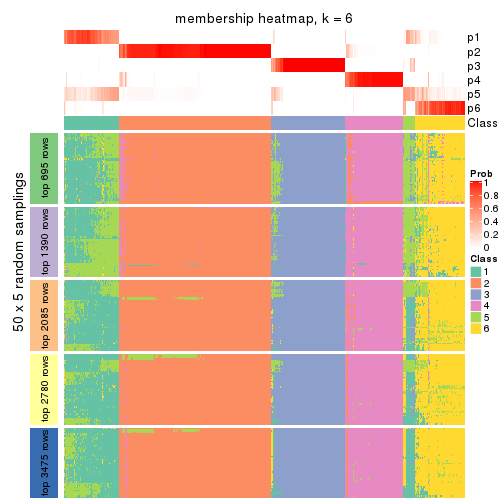 membership heatmap, k = 6
p1
p2
p3
p4
p5
p6
Class
50 x 5 random samplings
top 695 rows
top 1390 rows
top 2085 rows
top 2780 rows
top 3475 rows
Prob
1
0.8
0.6
0.4
0.2
0
Class
1
2
3
4
5
6